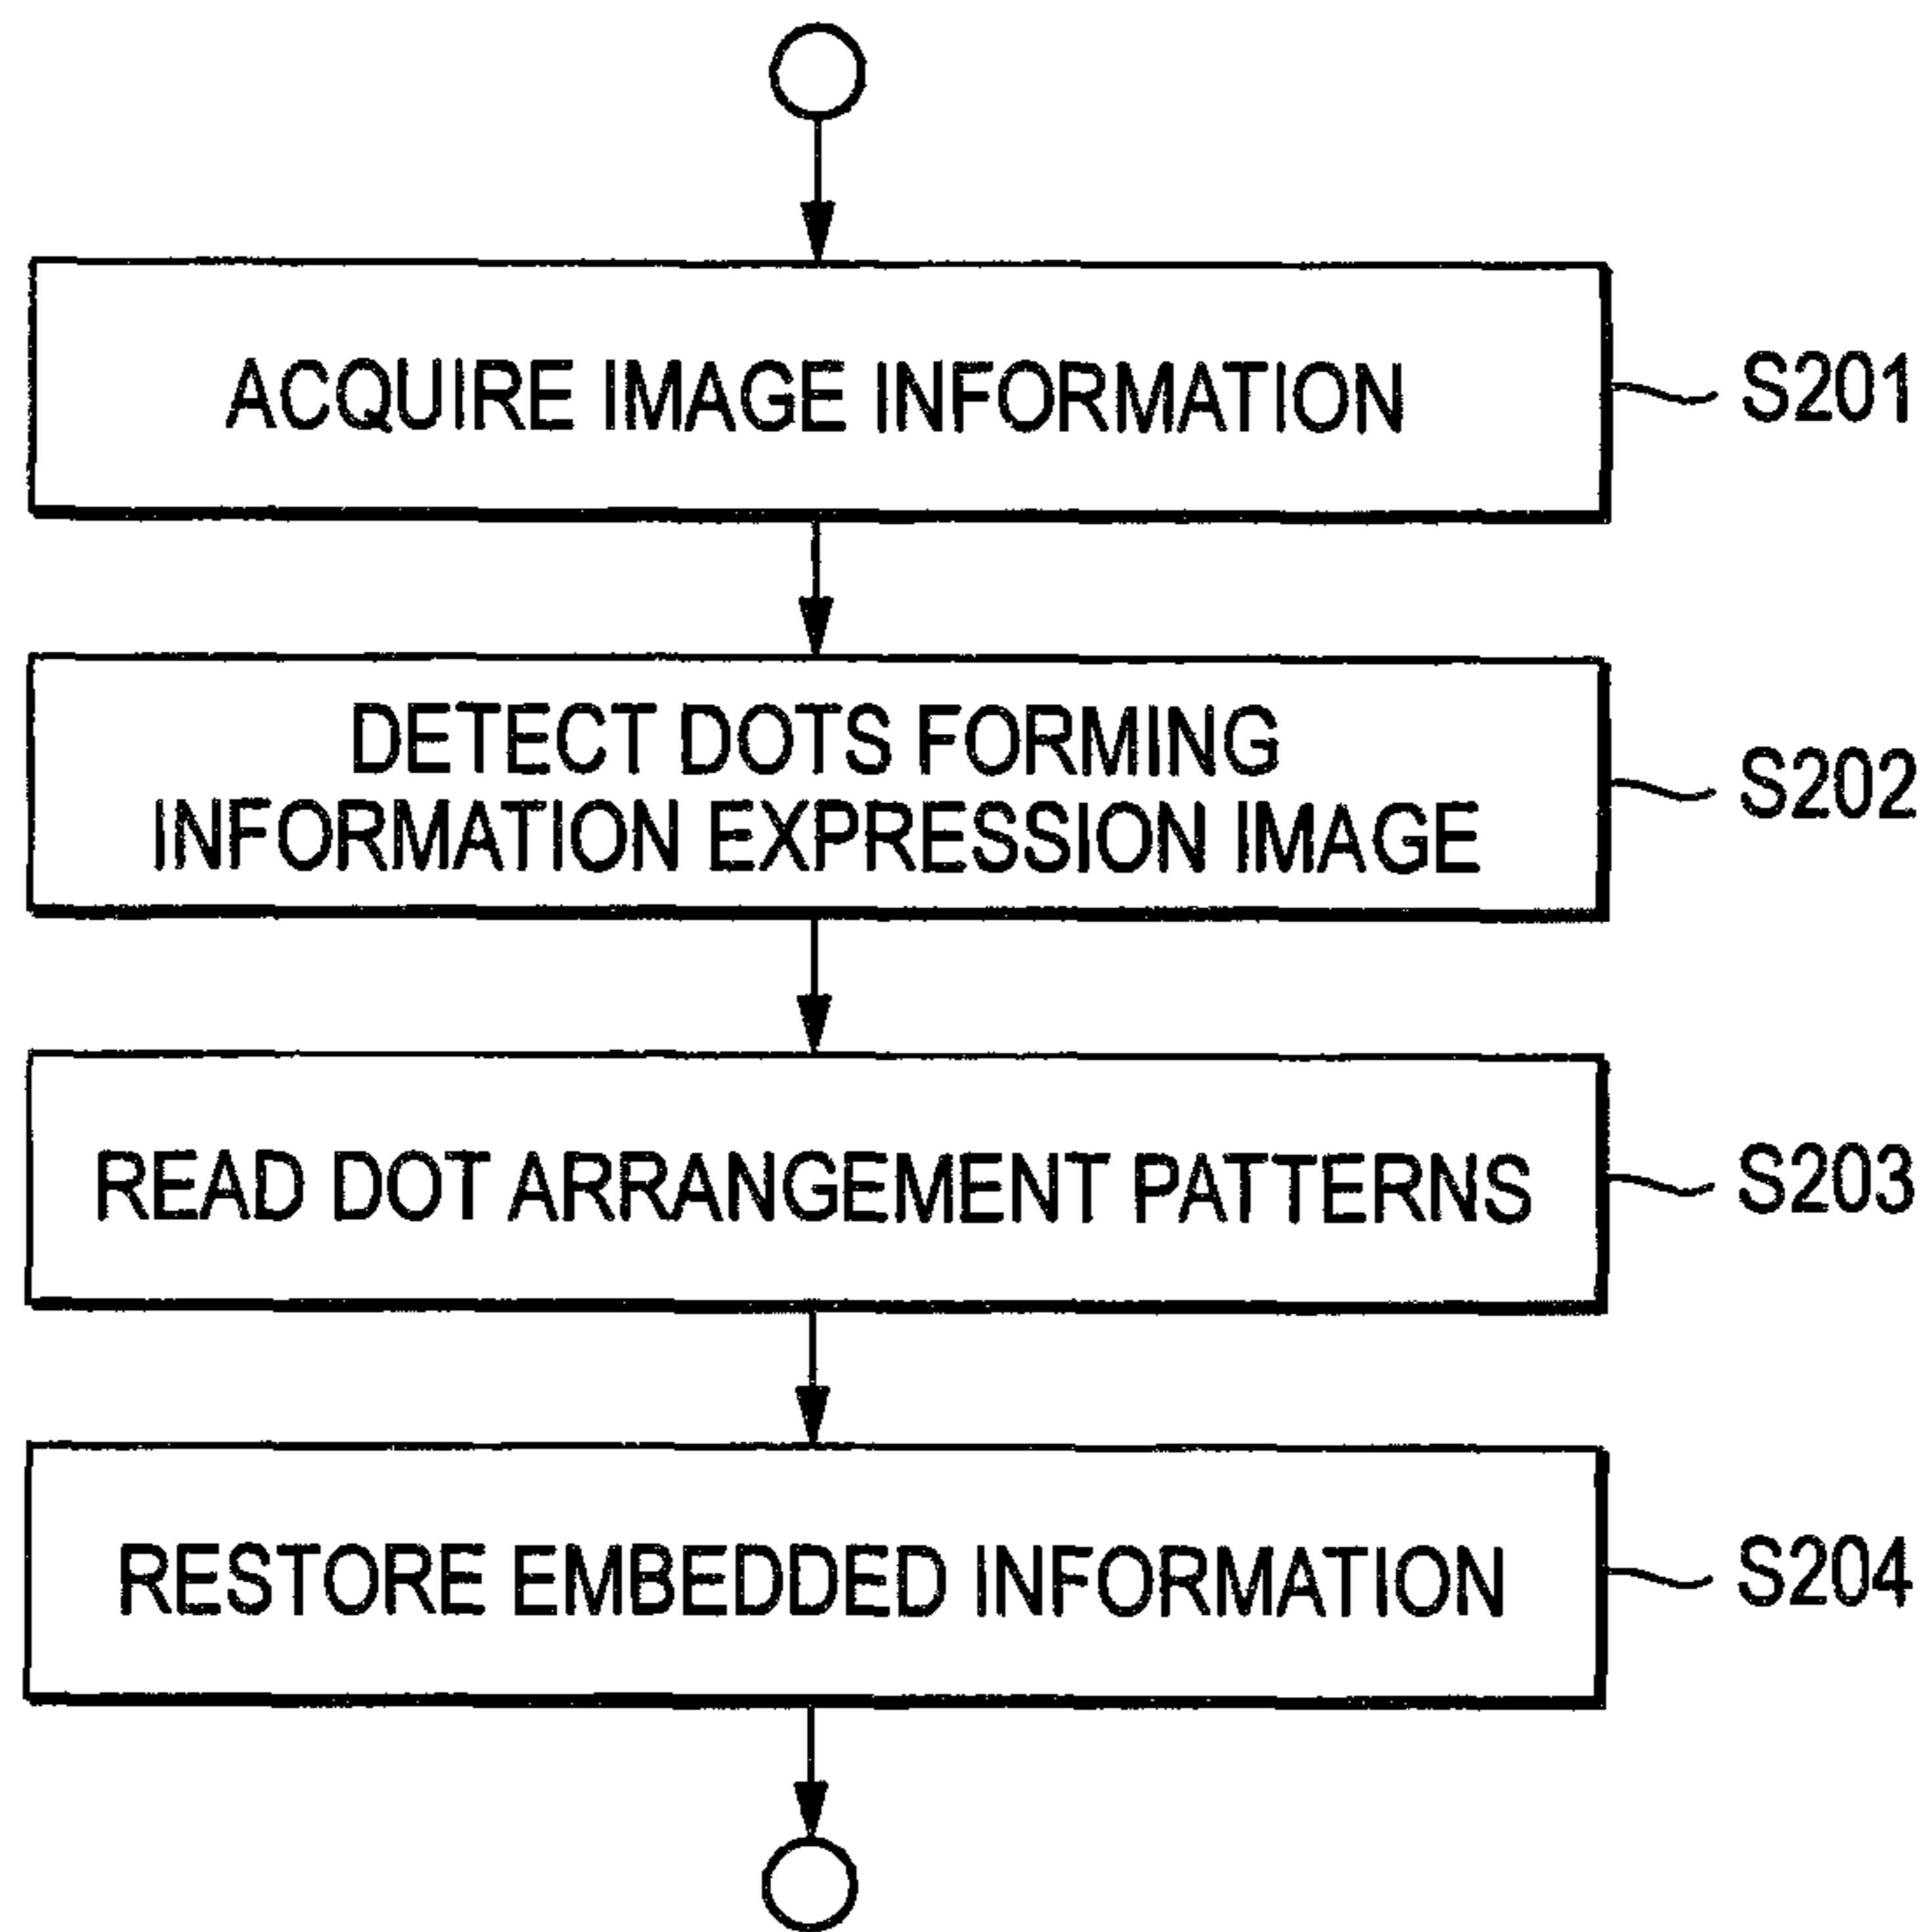 ACQUIRE IMAGE INFORMATION
S201
DETECT DOTS FORMING
INFORMATION EXPRESSION IMAGE
S202
READ DOT ARRANGEMENT PATTERNS
S203
RESTORE EMBEDDED INFORMATION
S204